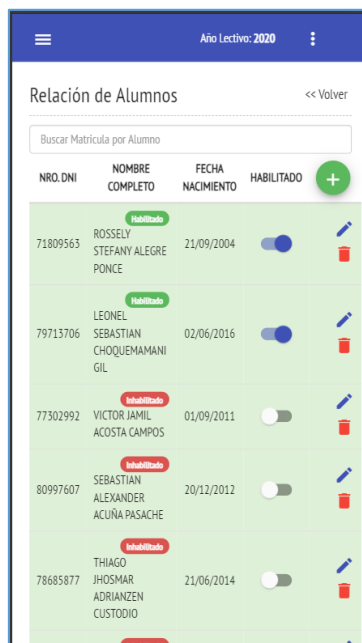 Año Lectivo: 2020
Relación de Alumnos
<< Volver
Buscar Matricula por Alumno
NRO. DNI
NOMBRE
COMPLETO
FECHA
NACIMIENTO
HABILITADO
+
71809563
Habilitado
ROSSELY
STEFANY ALEGRE
PONCE
21/09/2004
79713706
Habilitado
LEONEL
SEBASTIAN
CHOQUEMAMANI
GIL
02/06/2016
77302992
Inhabilitado
VICTOR JAMIL
ACOSTA CAMPOS
01/09/2011
80997607
Inhabilitado
SEBASTIAN
ALEXANDER
ACUÑA PASACHE
20/12/2012
78685877
Inhabilitado
THIAGO
JHOSMAR
ADRIANZEN
CUSTODIO
21/06/2014